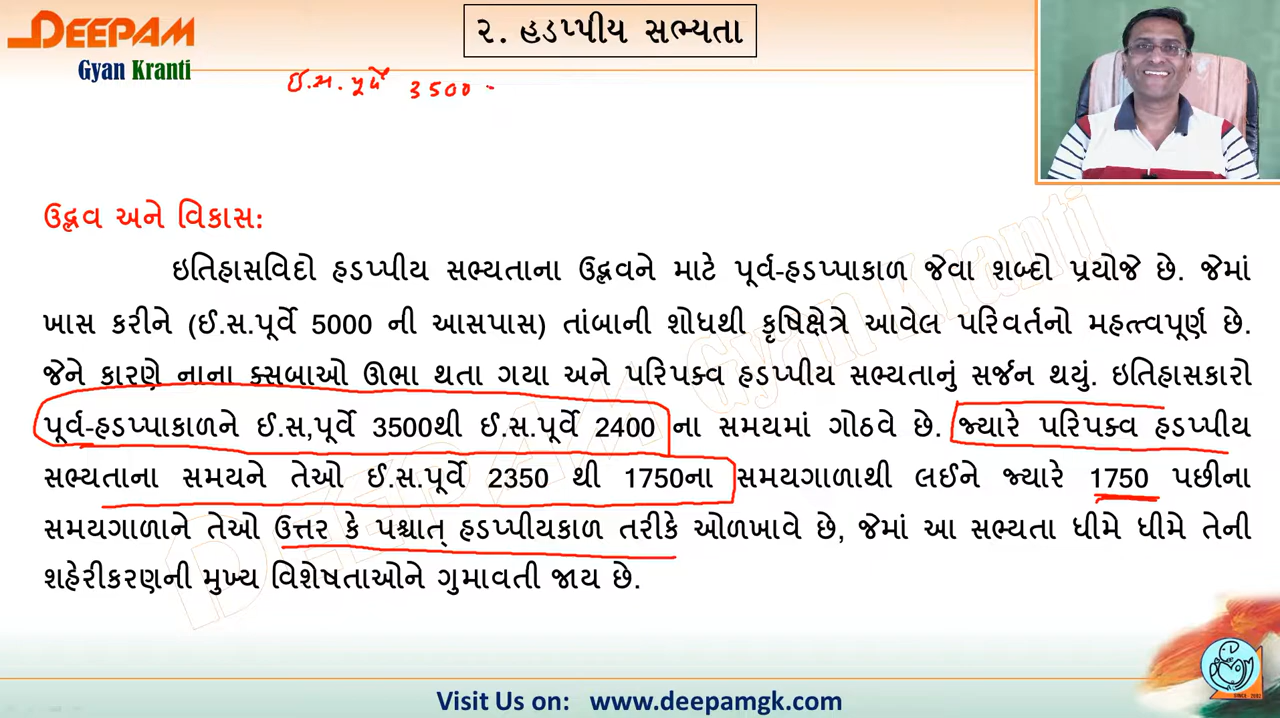 DEEPAM
Gyan Kranti
૨. હડપ્પીય સભ્યતા
ઈ.સ.પૂર્વે 3500
ઉદ્ભવ અને વિકાસ:
ઇતિહાસવિદો હડપ્પીય સભ્યતાના ઉદ્ભવને માટે પૂર્વ-હડપ્પાકાળ જેવા શબ્દો પ્રયોજે છે. જેમાં
ખાસ કરીને (ઈ.સ.પૂર્વે 5000 ની આસપાસ) તાંબાની શોધથી કૃષિક્ષેત્રે આવેલ પરિવર્તનો મહત્ત્વપૂર્ણ છે.
જેને કારણે નાના ક્સબાઓ ઊભા થતા ગયા અને પરિપક્વ હડપ્પીય સભ્યતાનું સર્જન થયું. ઇતિહાસકારો
પૂર્વ-હડપ્પાકાળને ઈ.સ,પૂર્વે 3500થી ઈ.સ.પૂર્વે 2400 ના સમયમાં ગોઠવે છે. જ્યારે પરિપક્વ હડપ્પીય
સભ્યતાના સમયને તેઓ ઈ.સ.પૂર્વે 2350 થી 1750ના સમયગાળાથી લઈને જ્યારે 1750 પછીના
સમયગાળાને તેઓ ઉત્તર કે પશ્ચાત્ હડપ્પીયકાળ તરીકે ઓળખાવે છે, જેમાં આ સભ્યતા ધીમે ધીમે તેની
શહેરીકરણની મુખ્ય વિશેષતાઓને ગુમાવતી જાય છે.
DEEPAM Gyan Kranti
Visit Us on: www.deepamgk.com